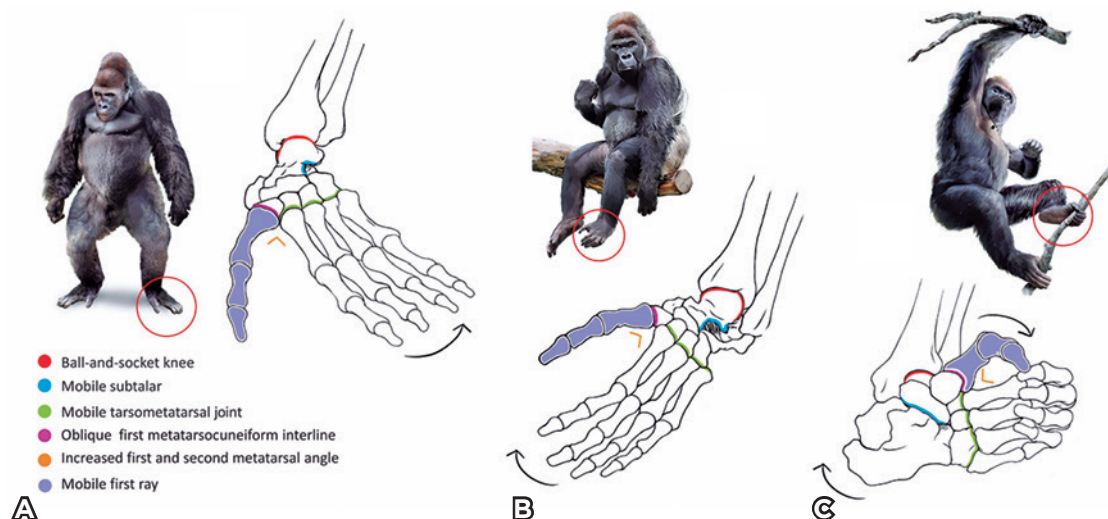 Ball-and-socket knee
Mobile subtalar
Mobile tarsometatarsal joint
Oblique first metatarsocuneiform interline
Increased first and second metatarsal angle
Mobile first ray
A
B
C